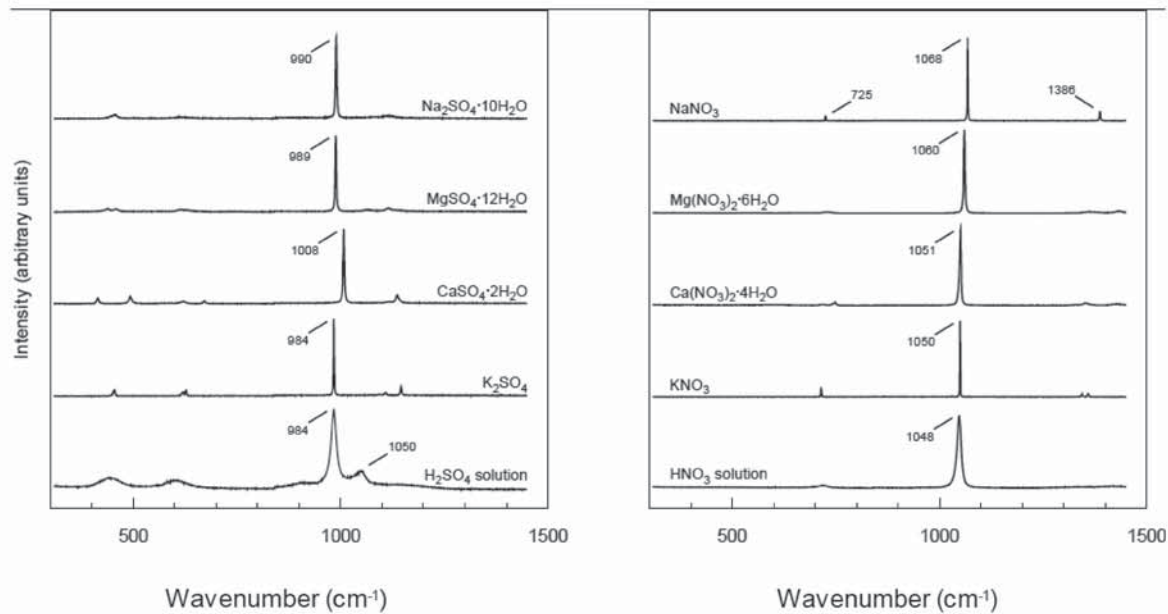 Intensity (arbitrary units)
990
Na₂SO₄·10H₂O
989
MgSO₄·12H₂O
1008
CaSO₄·2H₂O
984
K₂SO₄
984
1050
H₂SO₄ solution
500
1000
1500
Wavenumber (cm⁻¹)
1068
725
1386
NaNO₃
1060
Mg(NO₃)₂·6H₂O
1051
Ca(NO₃)₂·4H₂O
1050
KNO₃
1048
HNO₃ solution
500
1000
1500
Wavenumber (cm⁻¹)